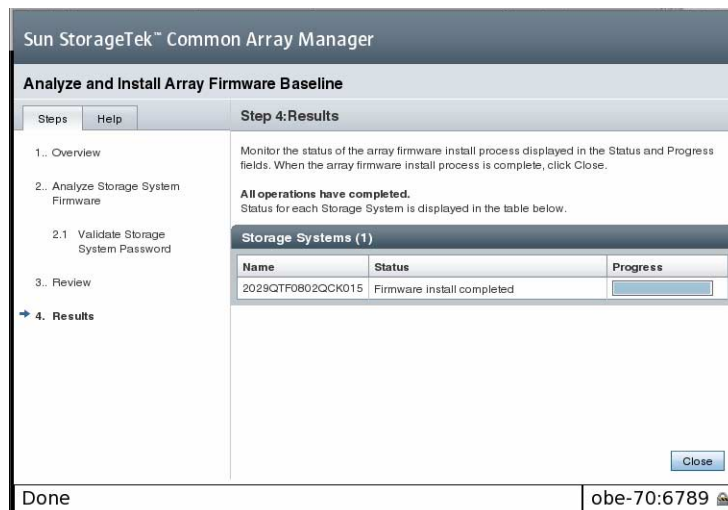 Sun StorageTek™ Common Array Manager
Analyze and Install Array Firmware Baseline
Steps Help
1.. Overview
2.. Analyze Storage System
Firmware
2.1 Validate Storage
System Password
3.. Review
4. Results
Step 4:Results
Monitor the status of the array firmware install process displayed in the Status and Progress
fields. When the array firmware install process is complete, click Close.
All operations have completed.
Status for each Storage System is displayed in the table below.
Storage Systems (1)
Name Status Progress
2029QTF0802QCK015 Firmware install completed
Close
Done obe-70:6789